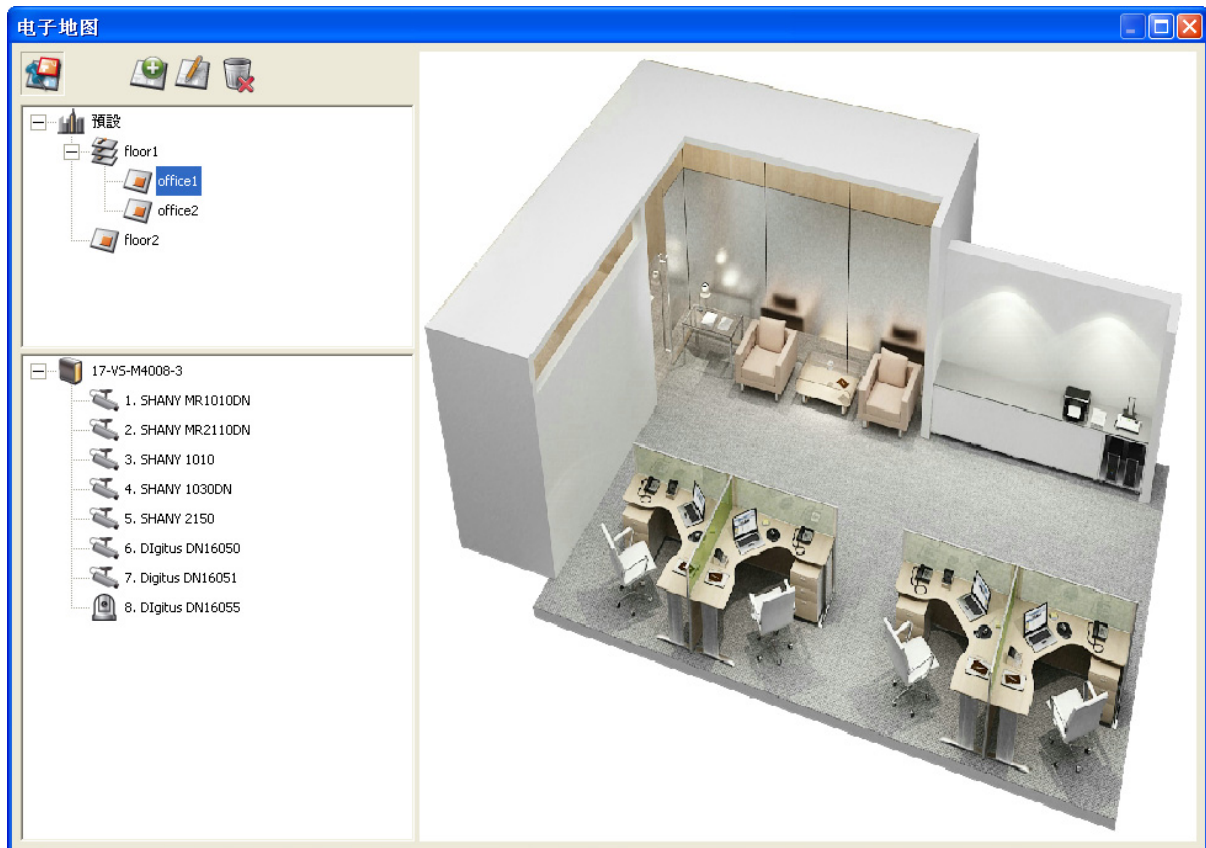 电子地图
預設
floor1
office1
office2
floor2
17-VS-M4008-3
1. SHANY MR1010DN
2. SHANY MR2110DN
3. SHANY 1010
4. SHANY 1030DN
5. SHANY 2150
6. DIgitus DN16050
7. Digitus DN16051
8. DIgitus DN16055